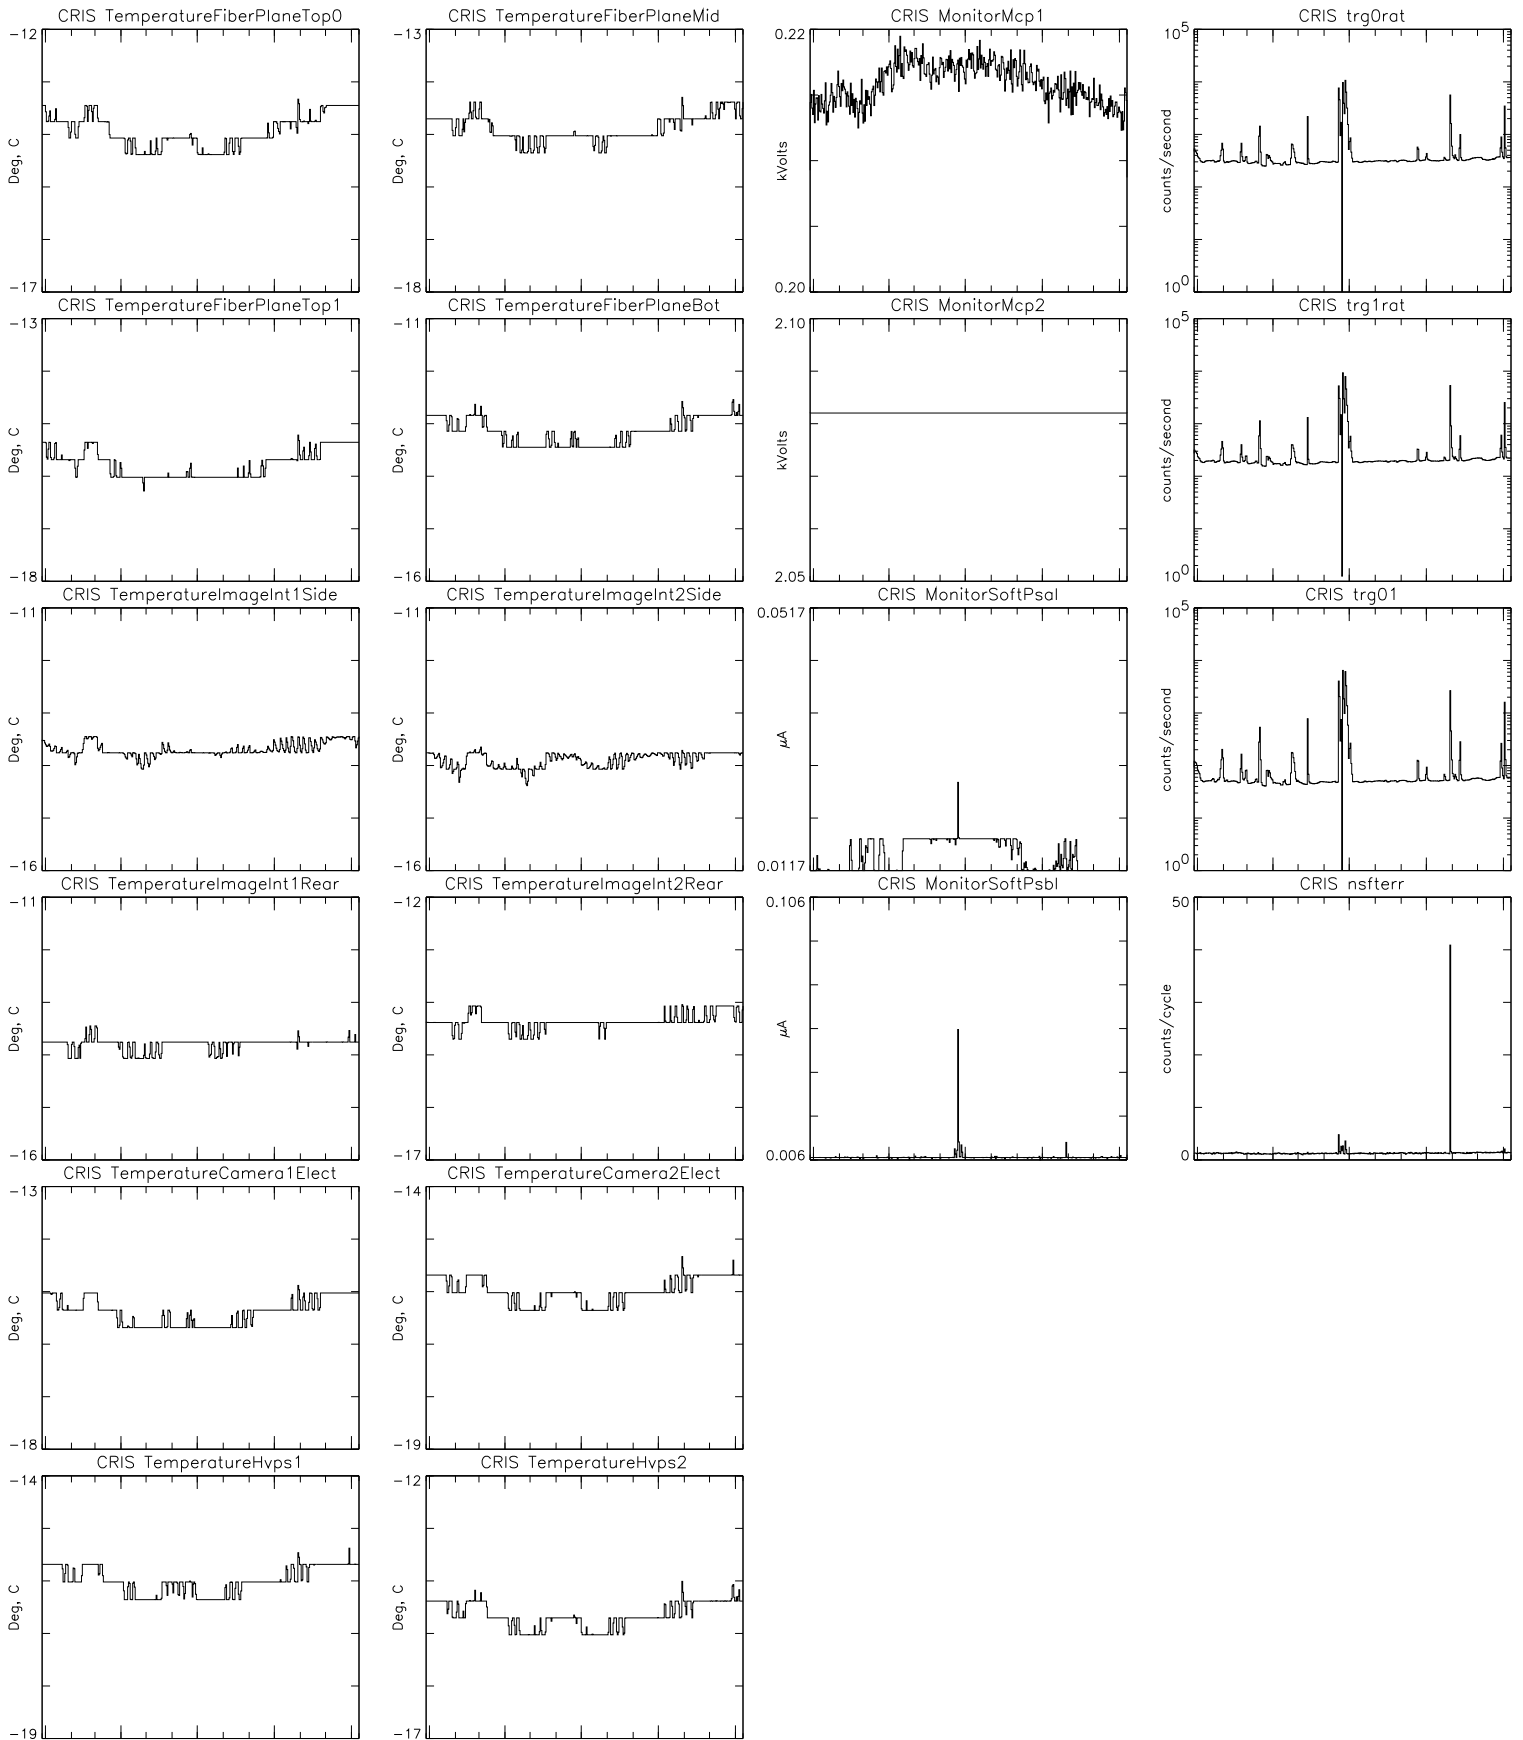 CRIS TemperatureFiberPlaneTop0
-12
Deg, C
-17
CRIS TemperatureFiberPlaneMid
-13
Deg, C
-18
CRIS MonitorMcp1
0.22
kVolts
0.20
CRIS trg0rat
10^5
counts/second
10^0
CRIS TemperatureFiberPlaneTop1
-13
Deg, C
-18
CRIS TemperatureFiberPlaneBot
-11
Deg, C
-16
CRIS MonitorMcp2
2.10
kVolts
2.05
CRIS trg1rat
10^5
counts/second
10^0
CRIS TemperatureImageInt1Side
-11
Deg, C
-16
CRIS TemperatureImageInt2Side
-11
Deg, C
-16
CRIS MonitorSoftPsaI
0.0517
μA
0.0117
CRIS trg01
10^5
counts/second
10^0
CRIS TemperatureImageInt1Rear
-11
Deg, C
-16
CRIS TemperatureImageInt2Rear
-12
Deg, C
-17
CRIS MonitorSoftPsbI
0.106
μA
0.006
CRIS nsfterr
50
counts/cycle
0
CRIS TemperatureCamera1Elect
-13
Deg, C
-18
CRIS TemperatureCamera2Elect
-14
Deg, C
-19
CRIS TemperatureHvps1
-14
Deg, C
-19
CRIS TemperatureHvps2
-12
Deg, C
-17